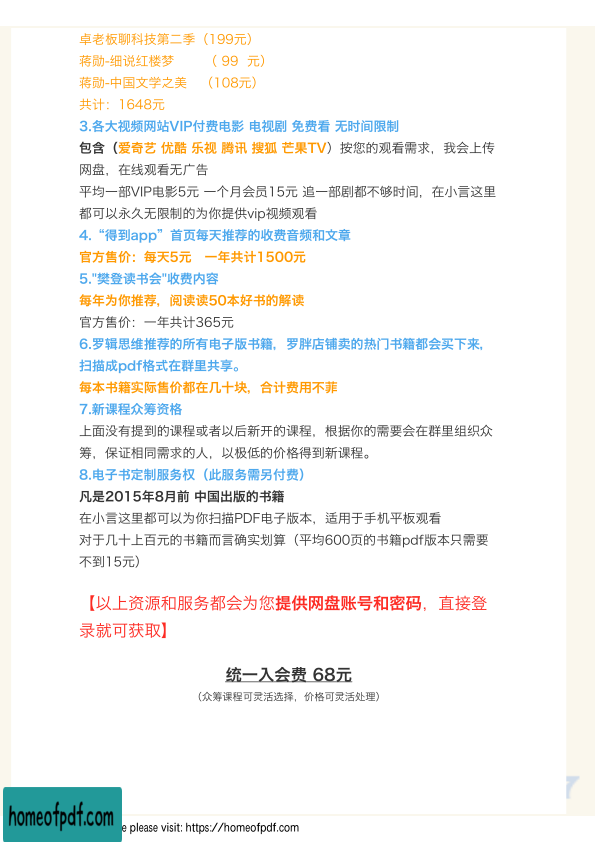 卓老板聊科技第二季（199元）
蒋勋-细说红楼梦 （ 99 元）
蒋勋-中国文学之美 （108元）
共计：1648元
3.各大视频网站VIP付费电影 电视剧 免费看 无时间限制
包含（爱奇艺 优酷 乐视 腾讯 搜狐 芒果TV）按您的观看需求，我会上传
网盘，在线观看无广告
平均一部VIP电影5元 一个月会员15元 追一部剧都不够时间，在小言这里
都可以永久无限制的为你提供vip视频观看
4.“得到app”首页每天推荐的收费音频和文章
官方售价：每天5元 一年共计1500元
5."樊登读书会"收费内容
每年为你推荐，阅读读50本好书的解读
官方售价：一年共计365元
6.罗辑思维推荐的所有电子版书籍，罗胖店铺卖的热门书籍都会买下来，
扫描成pdf格式在群里共享。
每本书籍实际售价都在几十块，合计费用不菲
7.新课程众筹资格
上面没有提到的课程或者以后新开的课程，根据你的需要会在群里组织众
筹，保证相同需求的人，以极低的价格得到新课程。
8.电子书定制服务权（此服务需另付费）
凡是2015年8月前 中国出版的书籍
在小言这里都可以为你扫描PDF电子版本，适用于手机平板观看
对于几十上百元的书籍而言确实划算（平均600页的书籍pdf版本只需要
不到15元）
【以上资源和服务都会为您提供网盘账号和密码，直接登
录就可获取】
统一入会费 68元
（众筹课程可灵活选择，价格可灵活处理）
7
homeofpdf.com
e please visit: https://homeofpdf.com